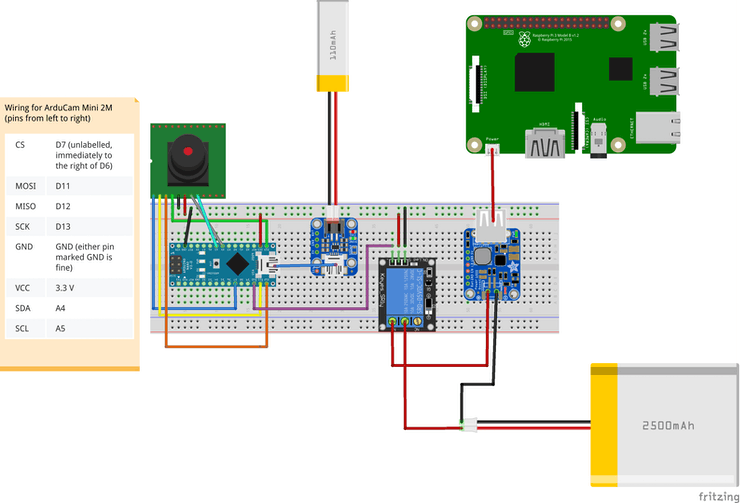 Wiring for ArduCam Mini 2M
(pins from left to right)
CS D7 (unlabelled,
immediately to
the right of D6)
MOSI D11
MISO D12
SCK D13
GND GND (either pin
marked GND is
fine)
VCC 3.3 V
SDA A4
SCL A5
110mAh
Raspberry Pi 3 Model B v1.2
© Raspberry Pi 2015
USB 2x
USB 2x
ETHERNET
Power
HDMI
Audio
2500mAh
fritzing